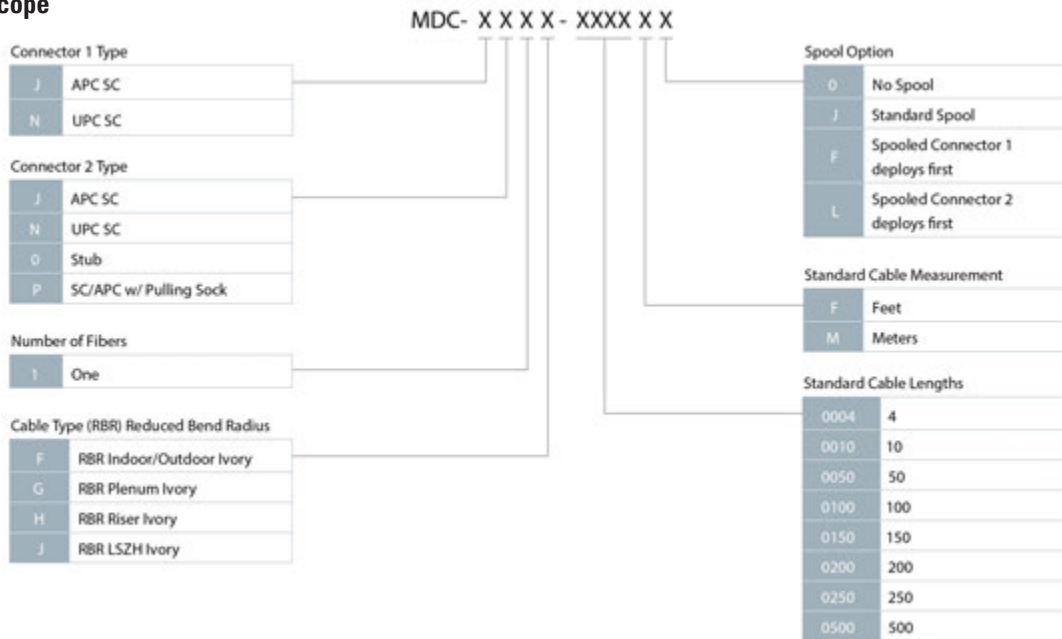 cope
MDC- X X X X - XXXX X X
Connector 1 Type
J APC SC
N UPC SC
Connector 2 Type
J APC SC
N UPC SC
0 Stub
P SC/APC w/ Pulling Sock
Number of Fibers
1 One
Cable Type (RBR) Reduced Bend Radius
F RBR Indoor/Outdoor Ivory
G RBR Plenum Ivory
H RBR Riser Ivory
J RBR LSZH Ivory
Spool Option
0 No Spool
J Standard Spool
F Spooled Connector 1
deploys first
L Spooled Connector 2
deploys first
Standard Cable Measurement
F Feet
M Meters
Standard Cable Lengths
0004 4
0010 10
0050 50
0100 100
0150 150
0200 200
0250 250
0500 500